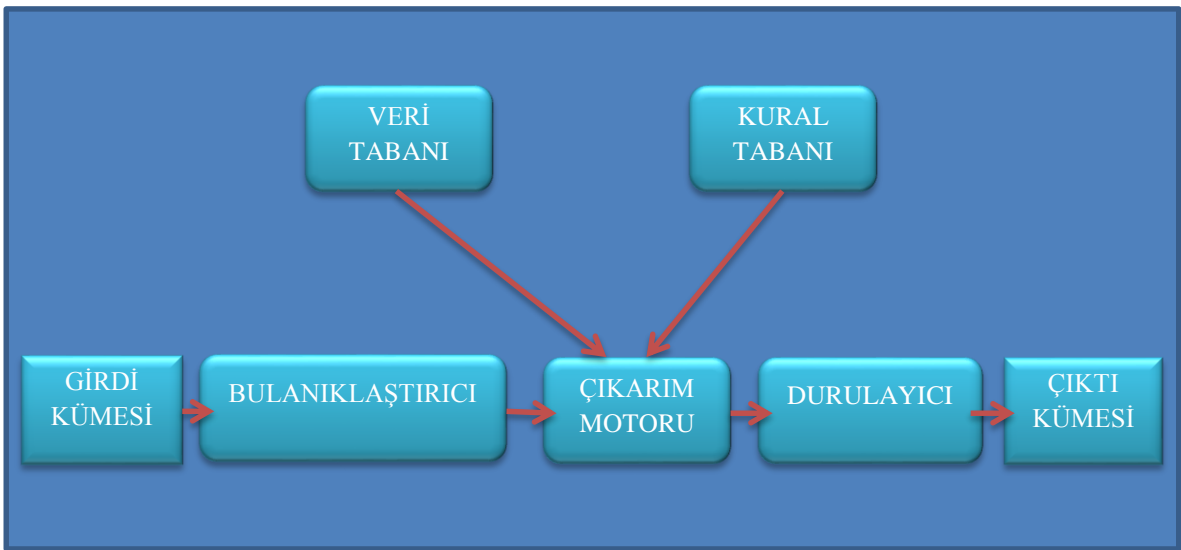 VERİ
TABANI
KURAL
TABANI
GİRDİ
KÜMESİ
BULANIKLAŞTIRICI
ÇIKARIM
MOTORU
DURULAYICI
ÇIKTI
KÜMESİ